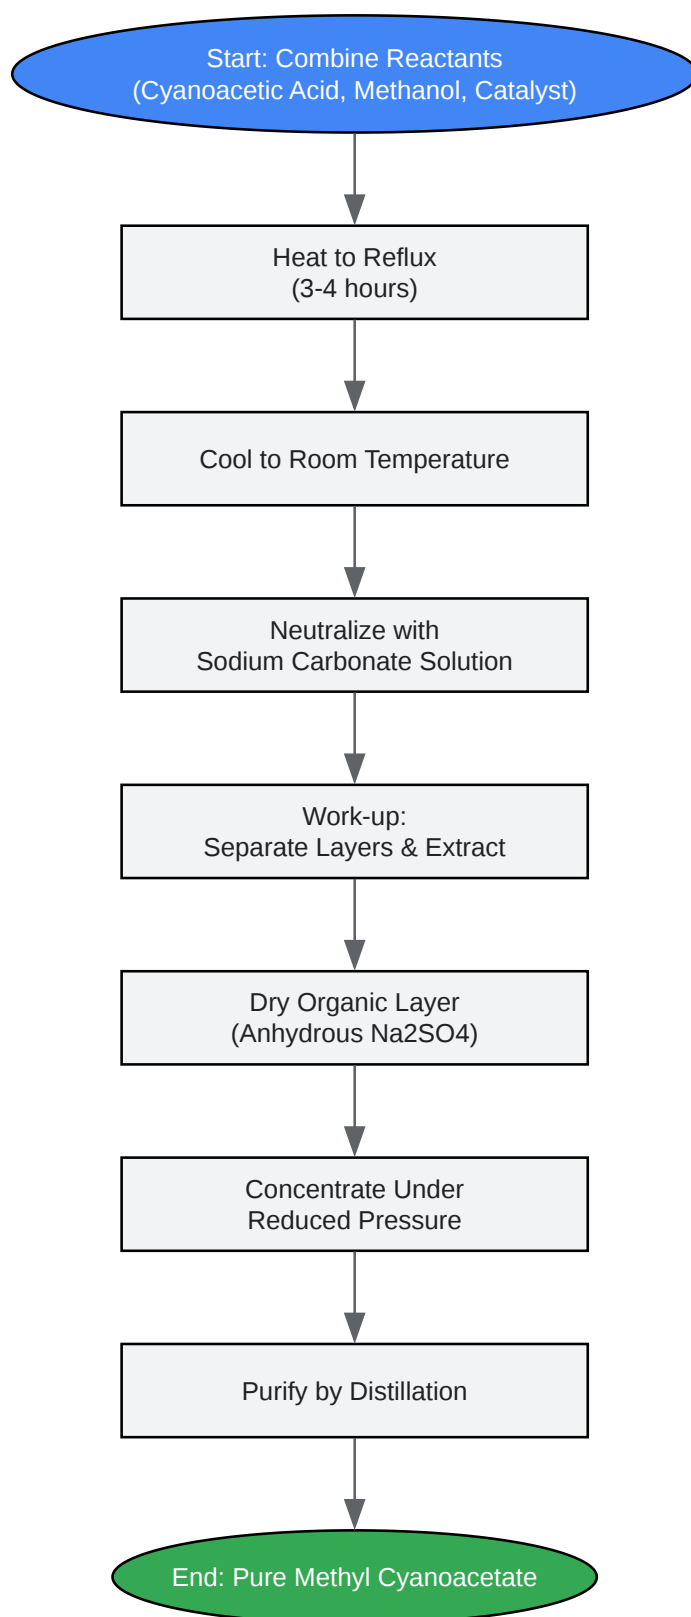 Start: Combine Reactants
(Cyanoacetic Acid, Methanol, Catalyst)
Heat to Reflux
(3-4 hours)
Cool to Room Temperature
Neutralize with
Sodium Carbonate Solution
Work-up:
Separate Layers & Extract
Dry Organic Layer
(Anhydrous Na2SO4)
Concentrate Under
Reduced Pressure
Purify by Distillation
End: Pure Methyl Cyanoacetate